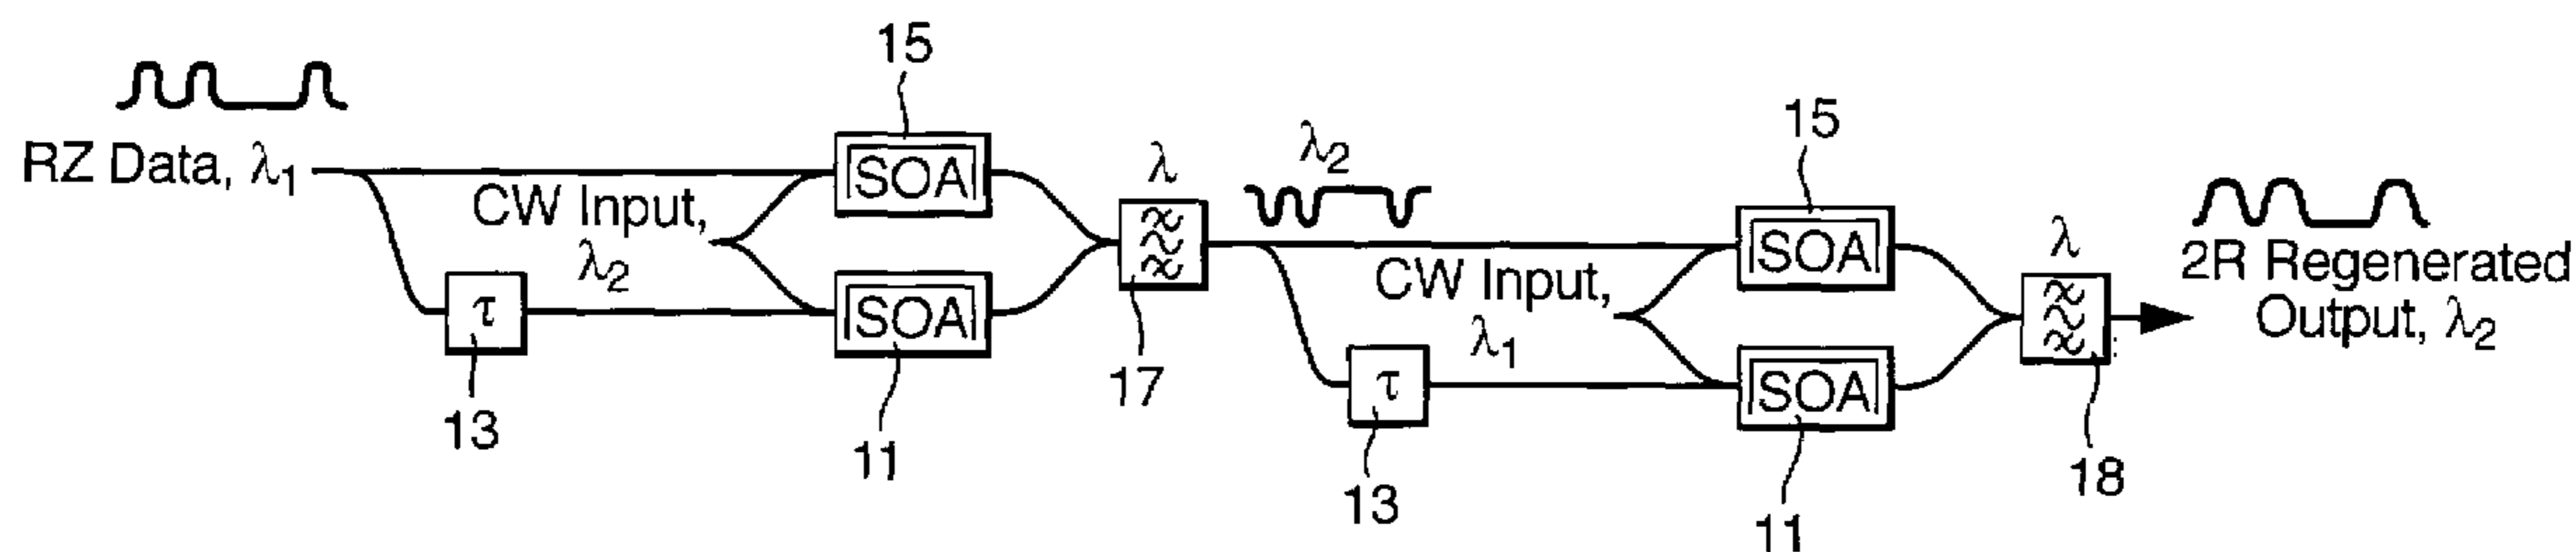 15
RZ Data, λ1
CW Input,
λ2
SOA
τ
SOA
13
11
λ
17
λ2
15
CW Input,
λ1
SOA
τ
SOA
13
11
λ
18
2R Regenerated
Output, λ2